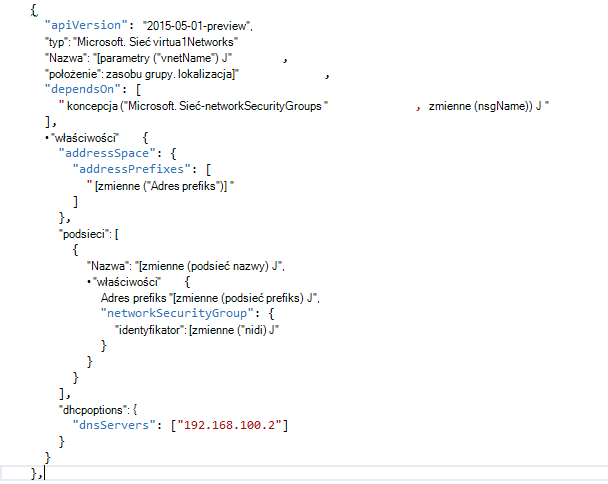 {
"apiVersion": "2015-05-01-preview",
"typ": "Microsoft. Sieć virtua1Networks"
"Nazwa": "[parametry ("vnetName") J" ,
"położenie": zasobu grupy. lokalizacja]" ,
"dependsOn": [
" koncepcja ("Microsoft. Sieć-networkSecurityGroups " , zmienne (nsgName)) J "
],
• "właściwości" {
"addressSpace": {
"addressPrefixes": [
" [zmienne ("Adres prefiks")] "
]
},
"podsieci": [
{
"Nazwa": "[zmienne (podsieć nazwy) J",
• "właściwości" {
Adres prefiks "[zmienne (podsieć prefiks) J",
"networkSecurityGroup": {
"identyfikator": [zmienne ("nidi) J"
}
}
}
],
"dhcpoptions": {
"dnsServers": ["192.168.100.2"]
}
}
},